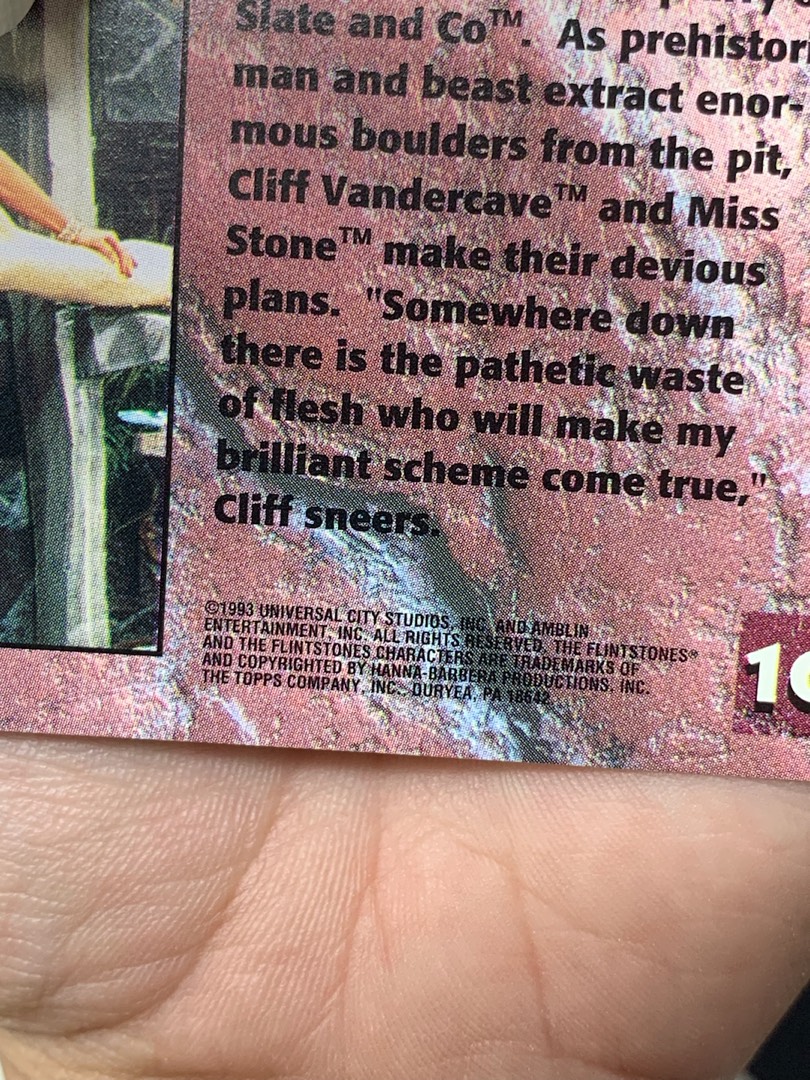 Slate and Co™. As prehistori
man and beast extract enor-
mous boulders from the pit,
Cliff Vandercave™ and Miss
Stone™ make their devious
plans. "Somewhere down
there is the pathetic waste
of flesh who will make my
brilliant scheme come true,"
Cliff sneers.
©1993 UNIVERSAL CITY STUDIOS, INC. AND AMBLIN
ENTERTAINMENT, INC. ALL RIGHTS RESERVED. THE FLINTSTONES®
AND THE FLINTSTONES CHARACTERS ARE TRADEMARKS OF
AND COPYRIGHTED BY HANNA-BARBERA PRODUCTIONS, INC.
THE TOPPS COMPANY, INC., DURYEA, PA 18642